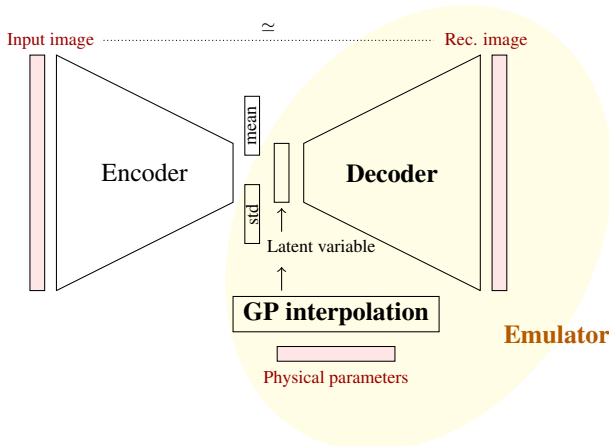 ≃
Input image
Rec. image
mean
Encoder
Decoder
std
Latent variable
GP interpolation
Emulator
Physical parameters